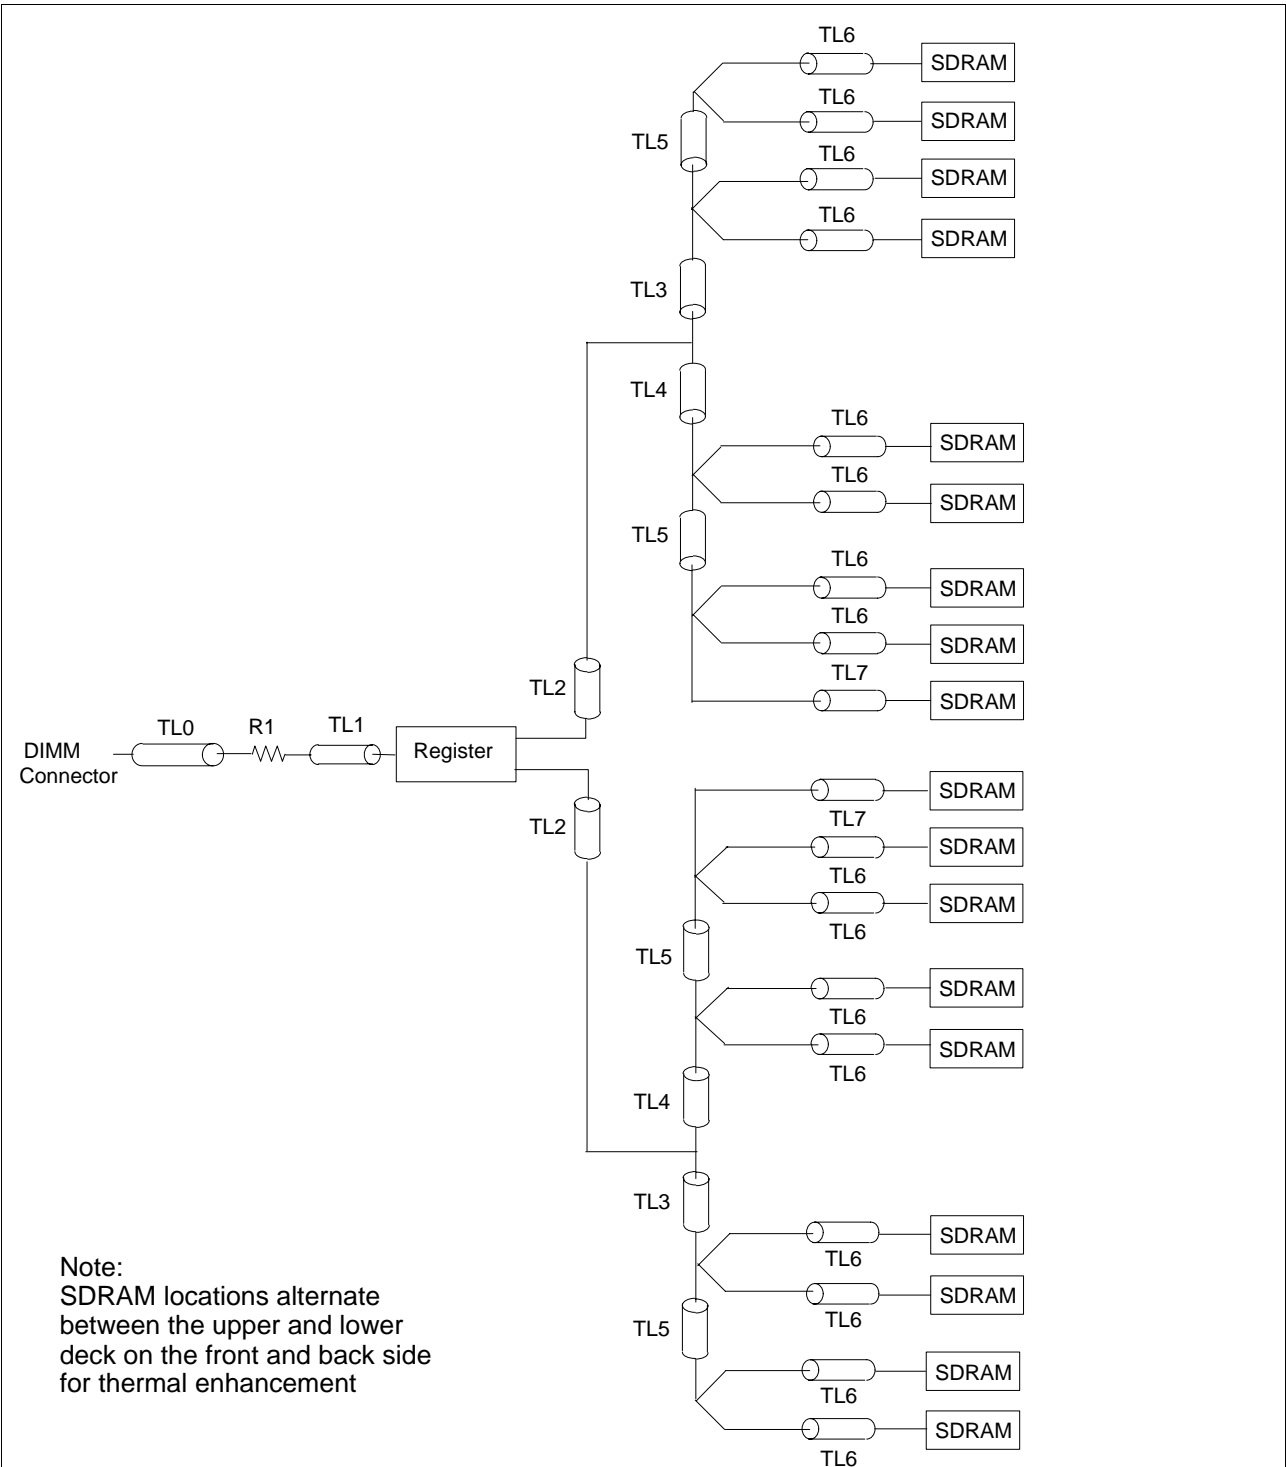 TL6
SDRAM
TL6
SDRAM
TL5
TL6
SDRAM
TL6
SDRAM
TL3
TL4
TL6
SDRAM
TL6
SDRAM
TL5
TL6
SDRAM
TL6
SDRAM
TL7
SDRAM
TL2
TL0
R1
TL1
DIMM
Connector
Register
TL2
SDRAM
TL7
SDRAM
TL6
SDRAM
TL6
TL5
SDRAM
TL6
SDRAM
TL6
TL4
TL3
SDRAM
TL6
SDRAM
TL6
TL5
SDRAM
TL6
SDRAM
TL6
Note:
SDRAM locations alternate
between the upper and lower
deck on the front and back side
for thermal enhancement